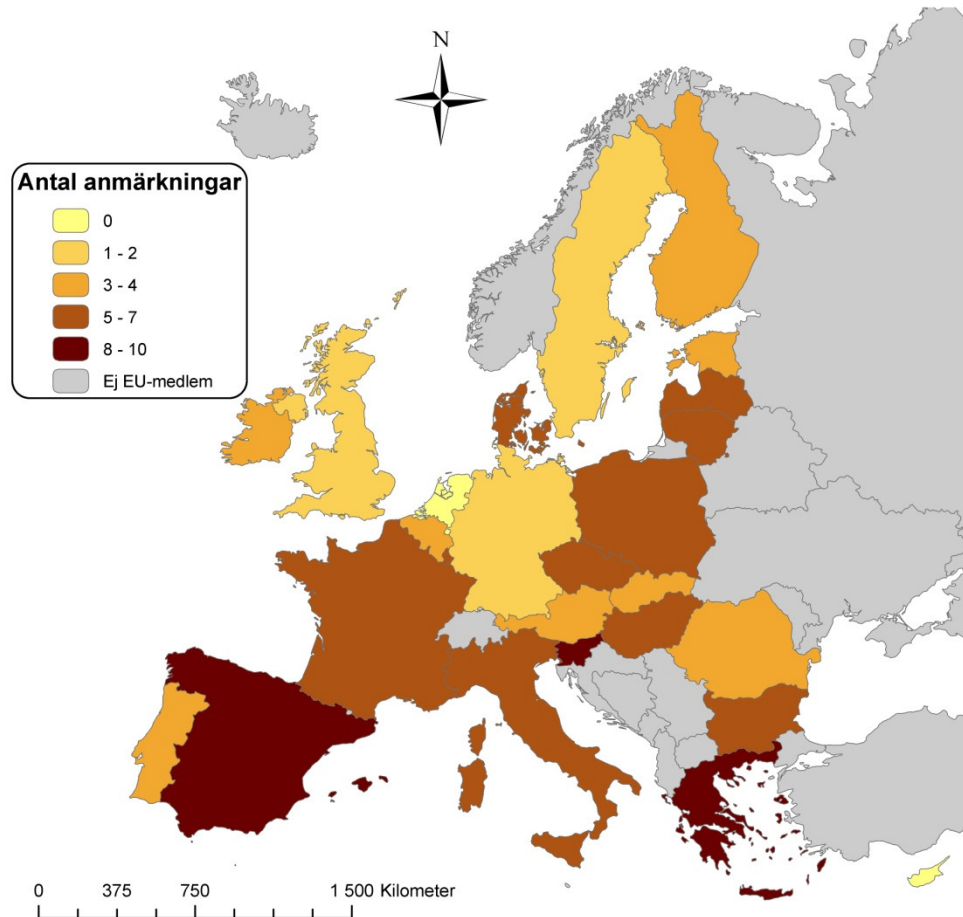 N
Antal anmärkningar
0
1 - 2
3 - 4
5 - 7
8 - 10
Ej EU-medlem
0 375 750 1 500 Kilometer